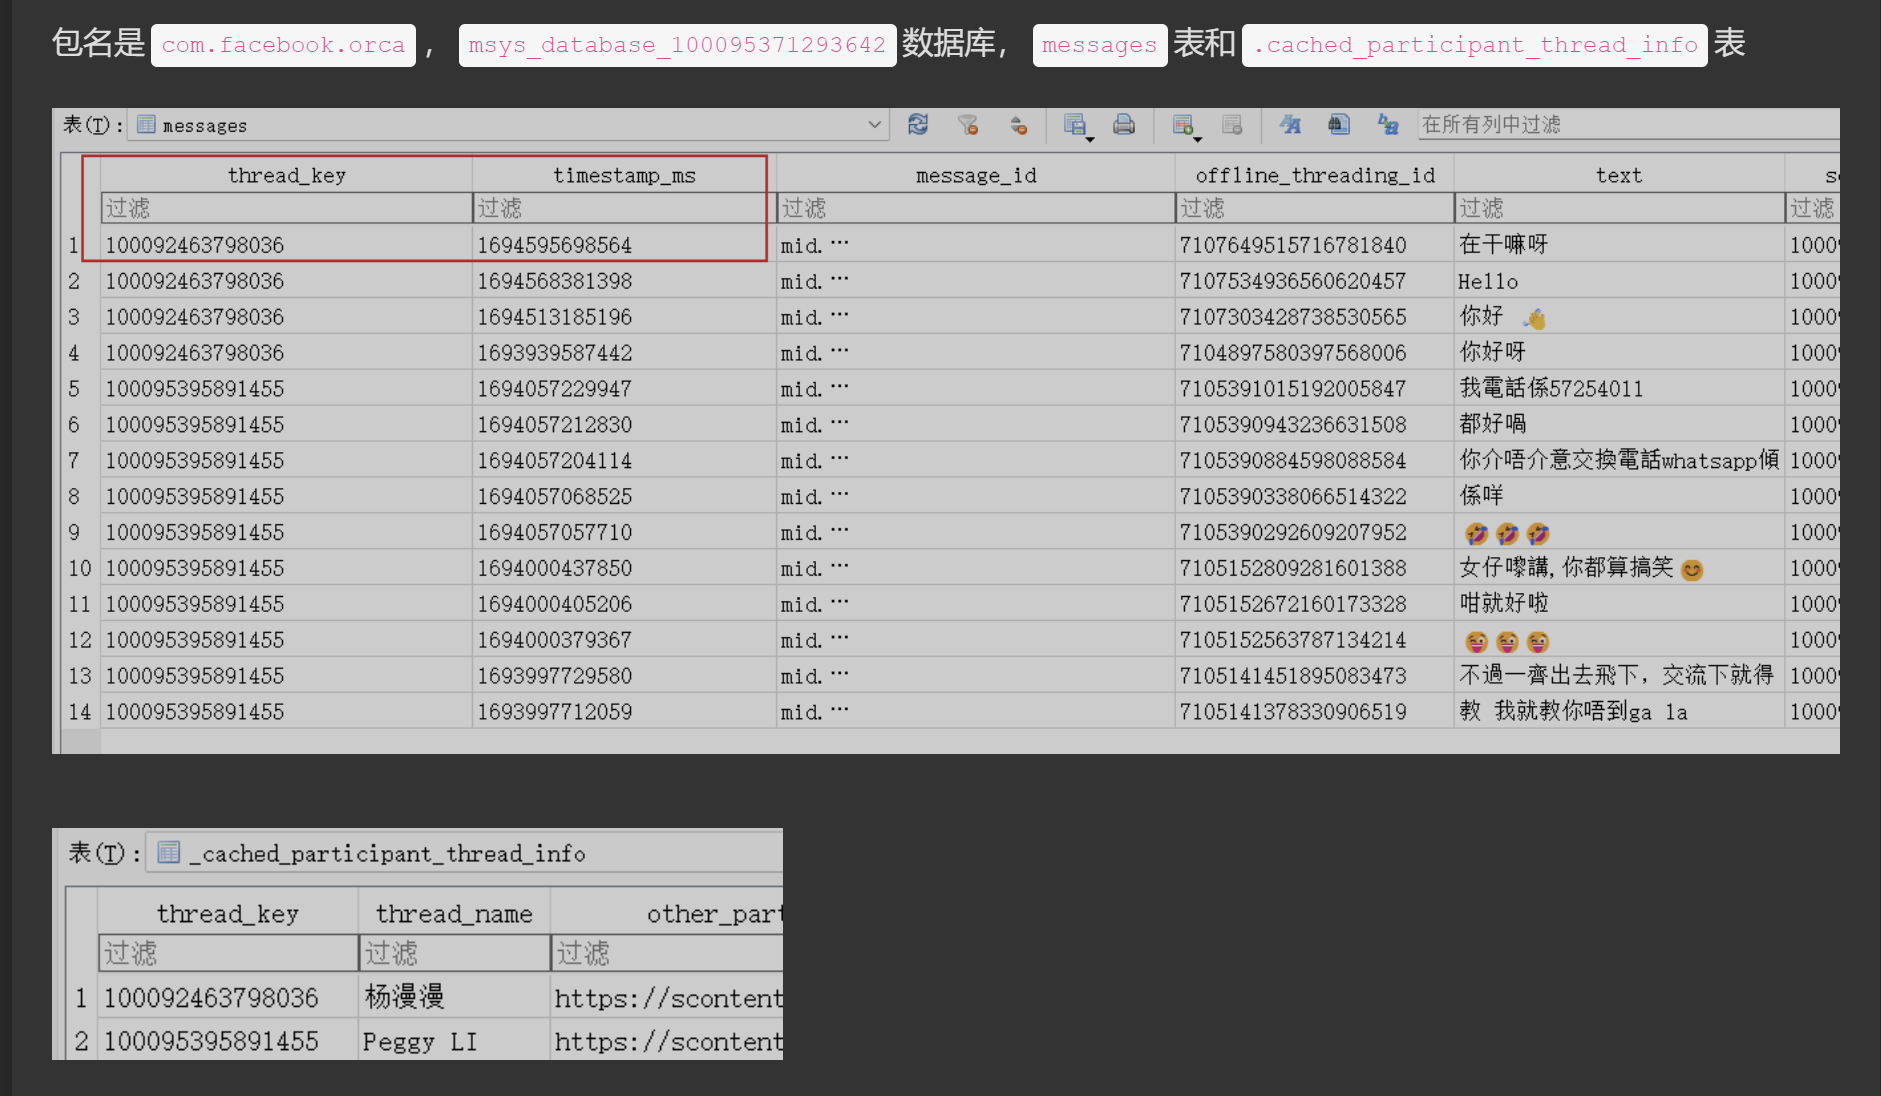 包名是 com.facebook.orca ， msys_database_100095371293642 数据库， messages 表和 .cached_participant_thread_info 表
表(T)： messages 在所有列中过滤
thread_key timestamp_ms message_id offline_threading_id text
过滤 过滤 过滤 过滤 过滤 过滤
1 100092463798036 1694595698564 mid.… 7107649515716781840 在干嘛呀 1000
2 100092463798036 1694568381398 mid.… 7107534936560620457 Hello 1000
3 100092463798036 1694513185196 mid.… 7107303428738530565 你好 👋 1000
4 100092463798036 1693939587442 mid.… 7104897580397568006 你好呀 1000
5 100095395891455 1694057229947 mid.… 7105391015192005847 我電話係57254011 1000
6 100095395891455 1694057212830 mid.… 7105390943236631508 都好喎 1000
7 100095395891455 1694057204114 mid.… 7105390884598088584 你介唔介意交換電話whatsapp傾 1000
8 100095395891455 1694057068525 mid.… 7105390338066514322 係咩 1000
9 100095395891455 1694057057710 mid.… 7105390292609207952 🤣🤣🤣 1000
10 100095395891455 1694000437850 mid.… 7105152809281601388 女仔嚟講,你都算搞笑😊 1000
11 100095395891455 1694000405206 mid.… 7105152672160173328 咁就好啦 1000
12 100095395891455 1694000379367 mid.… 7105152563787134214 😜😜😜 1000
13 100095395891455 1693997729580 mid.… 7105141451895083473 不過一齊出去飛下，交流下就得 1000
14 100095395891455 1693997712059 mid.… 7105141378330906519 教 我就教你唔到ga la 1000
表(T)： _cached_participant_thread_info
thread_key thread_name other_part
过滤 过滤 过滤
1 100092463798036 杨漫漫 https://scontent
2 100095395891455 Peggy LI https://scontent